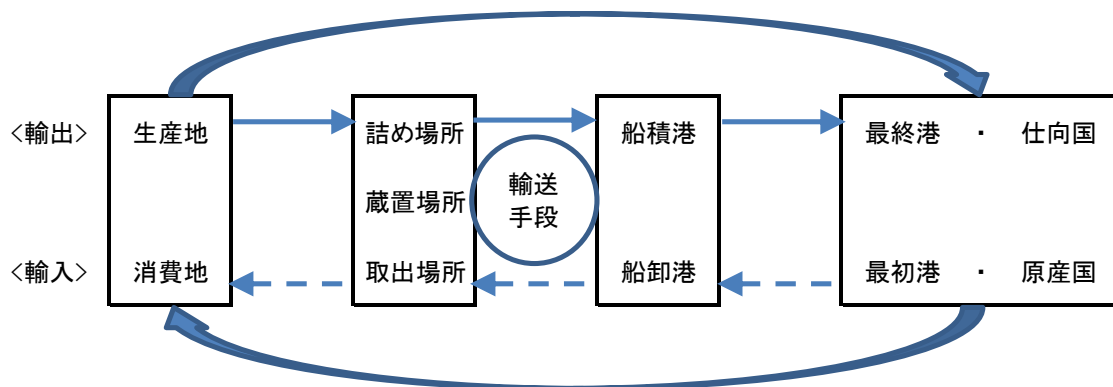 <輸出> 生産地 詰め場所 船積港 最終港 ・ 仕向国
蔵置場所
輸送
手段
<輸入> 消費地 取出場所 船卸港 最初港 ・ 原産国